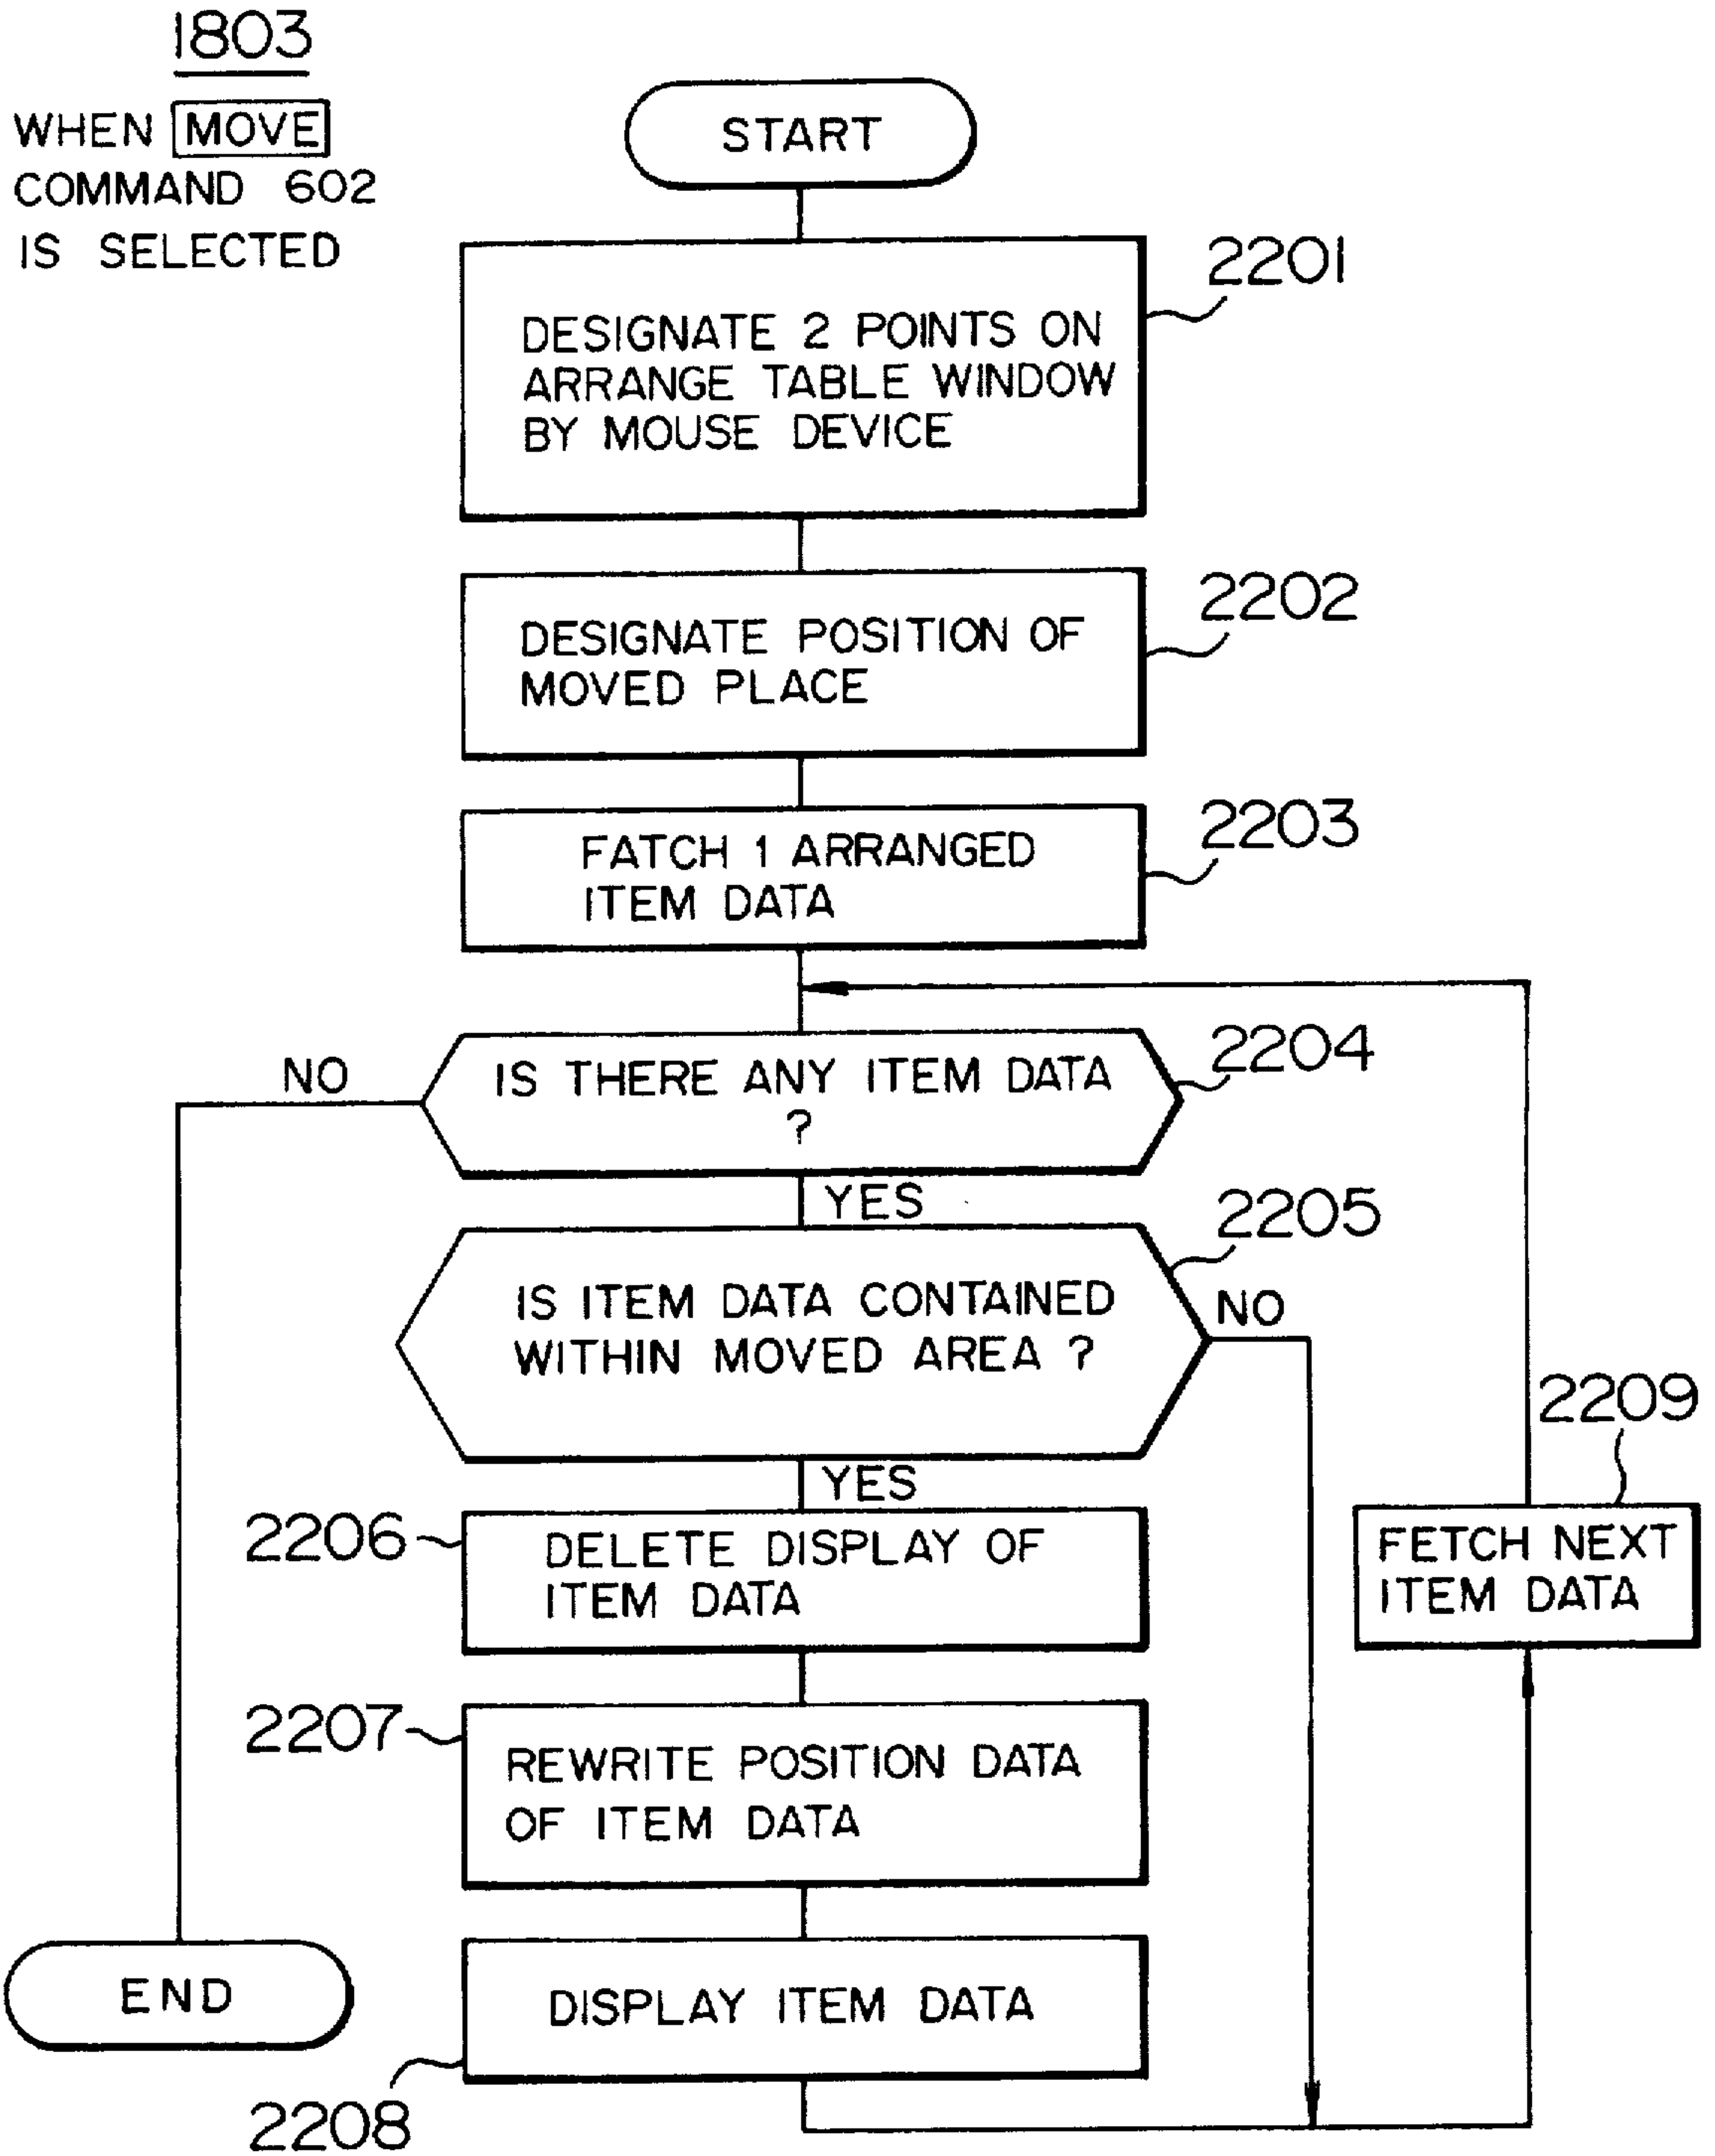 1803
WHEN MOVE
COMMAND 602
IS SELECTED
START
2201
DESIGNATE 2 POINTS ON
ARRANGE TABLE WINDOW
BY MOUSE DEVICE
2202
DESIGNATE POSITION OF
MOVED PLACE
2203
FATCH 1 ARRANGED
ITEM DATA
2204
NO
IS THERE ANY ITEM DATA
?
YES
2205
IS ITEM DATA CONTAINED
WITHIN MOVED AREA ?
NO
YES
2209
FETCH NEXT
ITEM DATA
2206
DELETE DISPLAY OF
ITEM DATA
2207
REWRITE POSITION DATA
OF ITEM DATA
END
DISPLAY ITEM DATA
2208